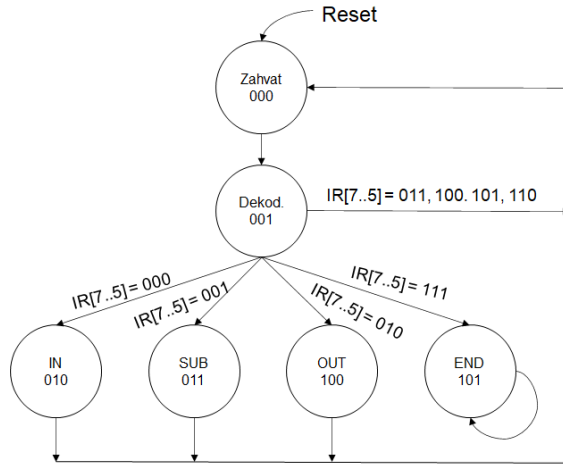 Reset
Zahvat
000
Dekod.
001
IR[7..5] = 011, 100. 101, 110
IR[7..5] = 000
IR[7..5] = 001
IR[7..5] = 010
IR[7..5] = 111
IN
010
SUB
011
OUT
100
END
101